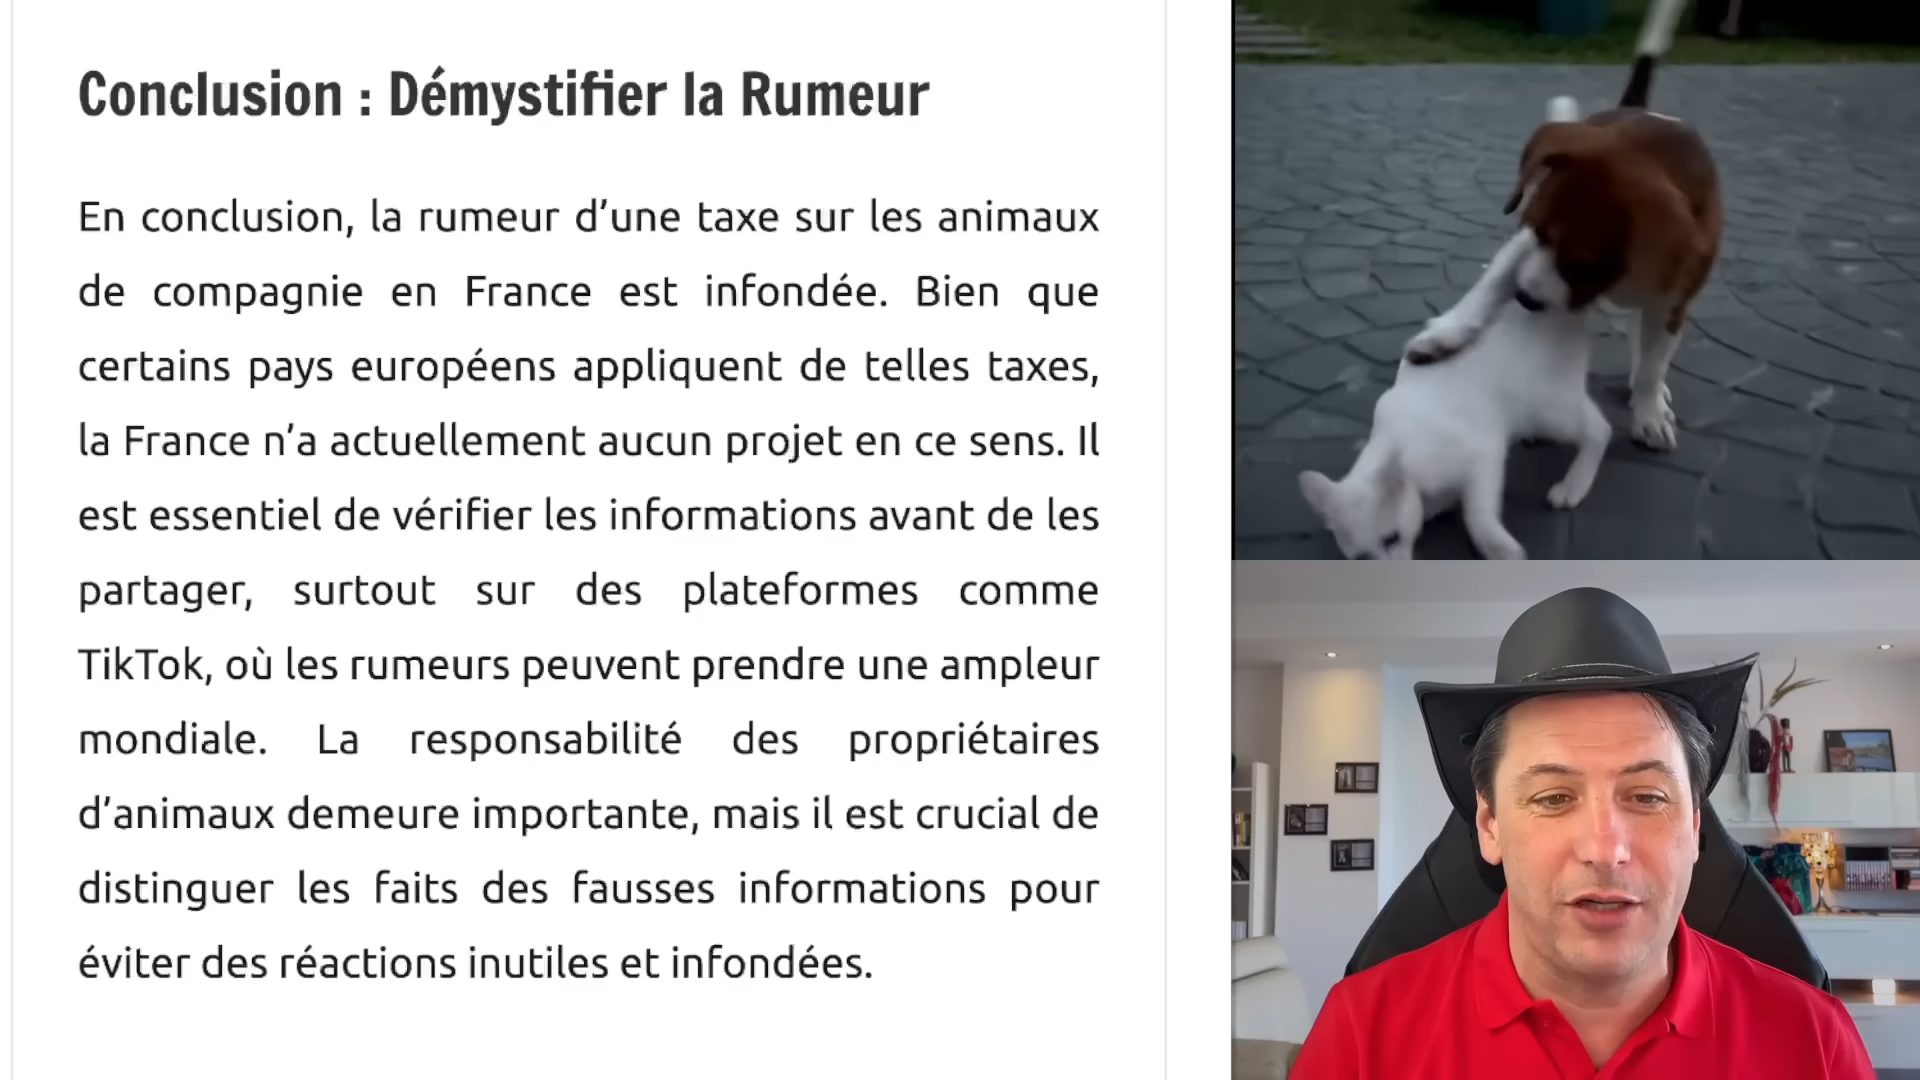 Conclusion : Démystifier la Rumeur
En conclusion, la rumeur d’une taxe sur les animaux
de compagnie en France est infondée. Bien que
certains pays européens appliquent de telles taxes,
la France n’a actuellement aucun projet en ce sens. Il
est essentiel de vérifier les informations avant de les
partager, surtout sur des plateformes comme
TikTok, où les rumeurs peuvent prendre une ampleur
mondiale. La responsabilité des propriétaires
d’animaux demeure importante, mais il est crucial de
distinguer les faits des fausses informations pour
éviter des réactions inutiles et infondées.